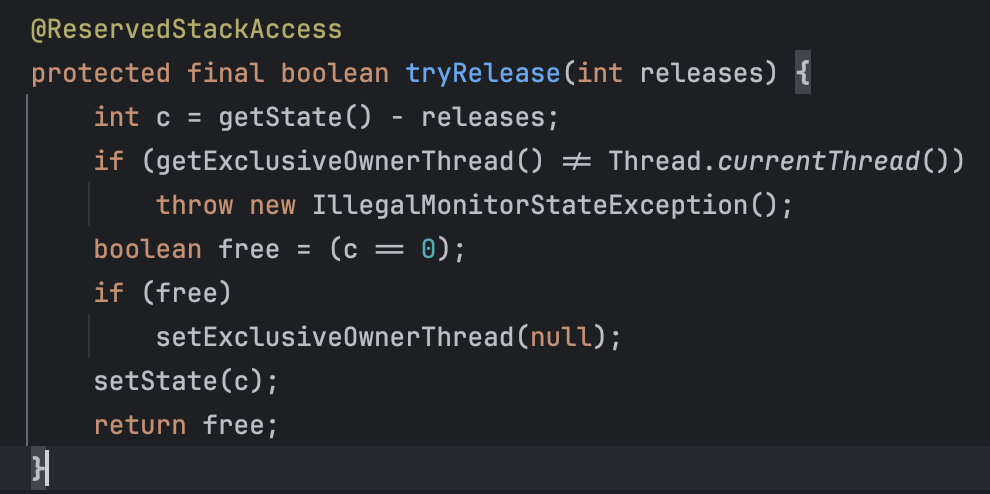 @ReservedStackAccess
protected final boolean tryRelease(int releases) {
    int c = getState() - releases;
    if (getExclusiveOwnerThread() != Thread.currentThread())
        throw new IllegalMonitorStateException();
    boolean free = (c == 0);
    if (free)
        setExclusiveOwnerThread(null);
    setState(c);
    return free;
}